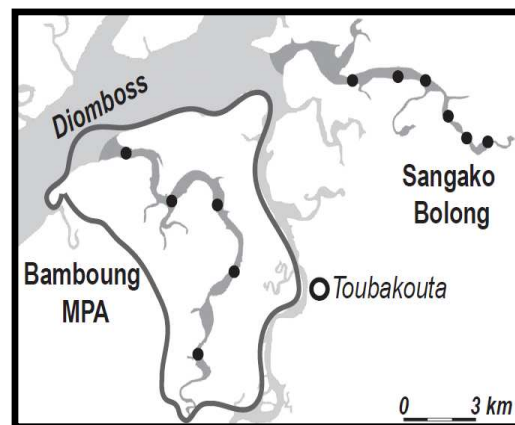 Diomboss
Sangako
Bolong
Bamboung
MPA
Toubakouta
0 3 km